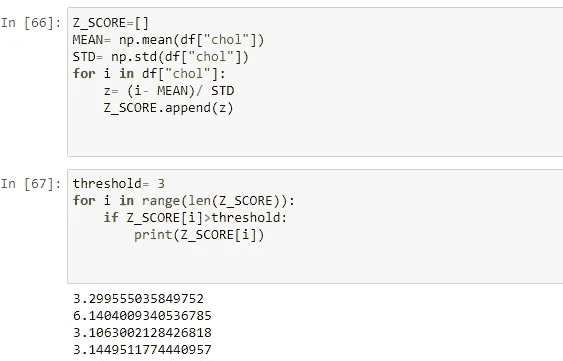 In [66]: Z_SCORE=[]
MEAN= np.mean(df["chol"])
STD= np.std(df["chol"])
for i in df["chol"]:
    z= (i- MEAN)/ STD
    Z_SCORE.append(z)
In [67]: threshold= 3
for i in range(len(Z_SCORE)):
    if Z_SCORE[i]>threshold:
        print(Z_SCORE[i])
3.299555035849752
6.1404009340536785
3.1063002128426818
3.1449511774440957